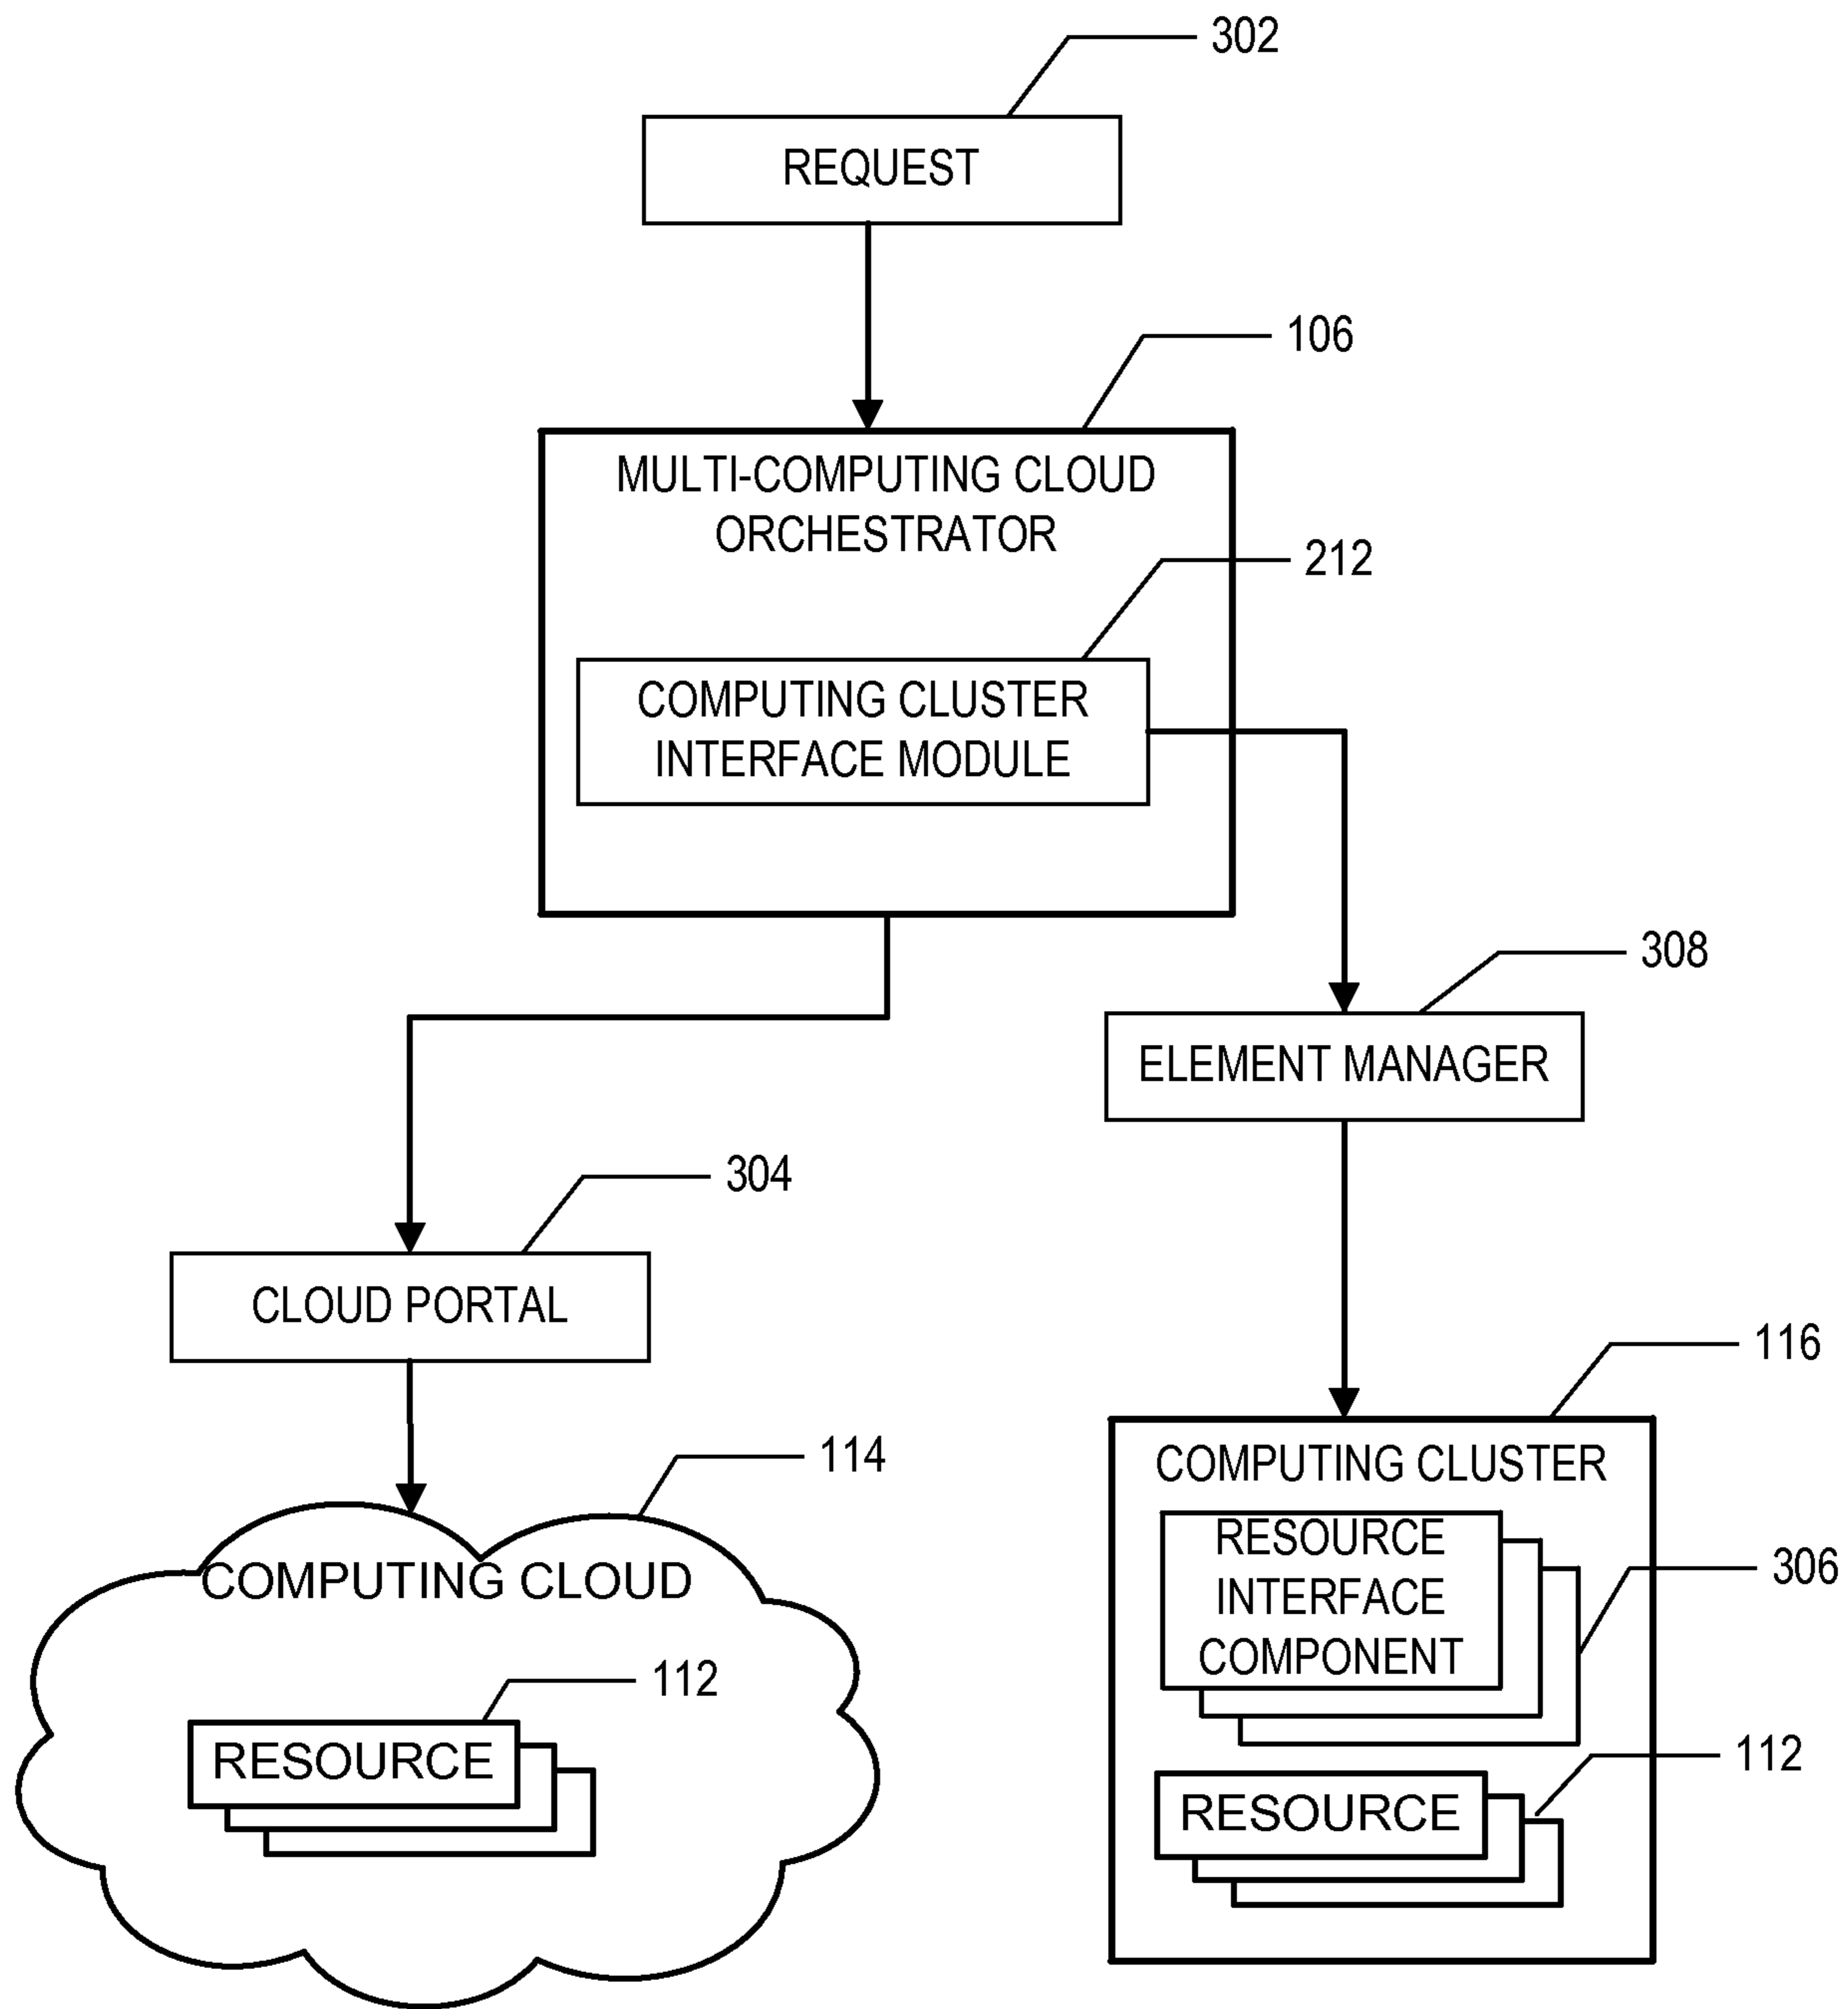 302
REQUEST
106
MULTI-COMPUTING CLOUD
ORCHESTRATOR
212
COMPUTING CLUSTER
INTERFACE MODULE
308
ELEMENT MANAGER
304
CLOUD PORTAL
116
COMPUTING CLUSTER
114
RESOURCE
INTERFACE
COMPONENT
306
COMPUTING CLOUD
112
RESOURCE
112
RESOURCE